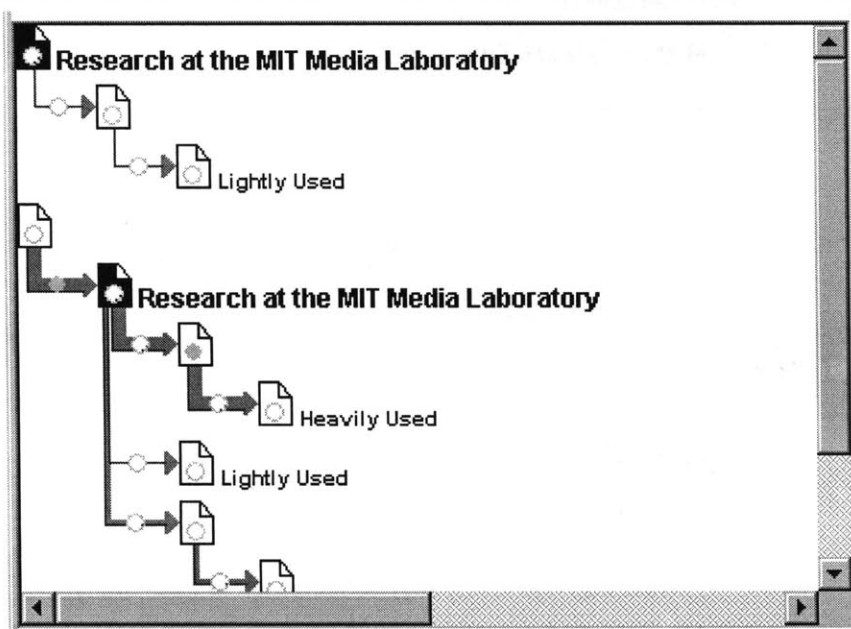 Research at the MIT Media Laboratory
Lightly Used
Research at the MIT Media Laboratory
Heavily Used
Lightly Used